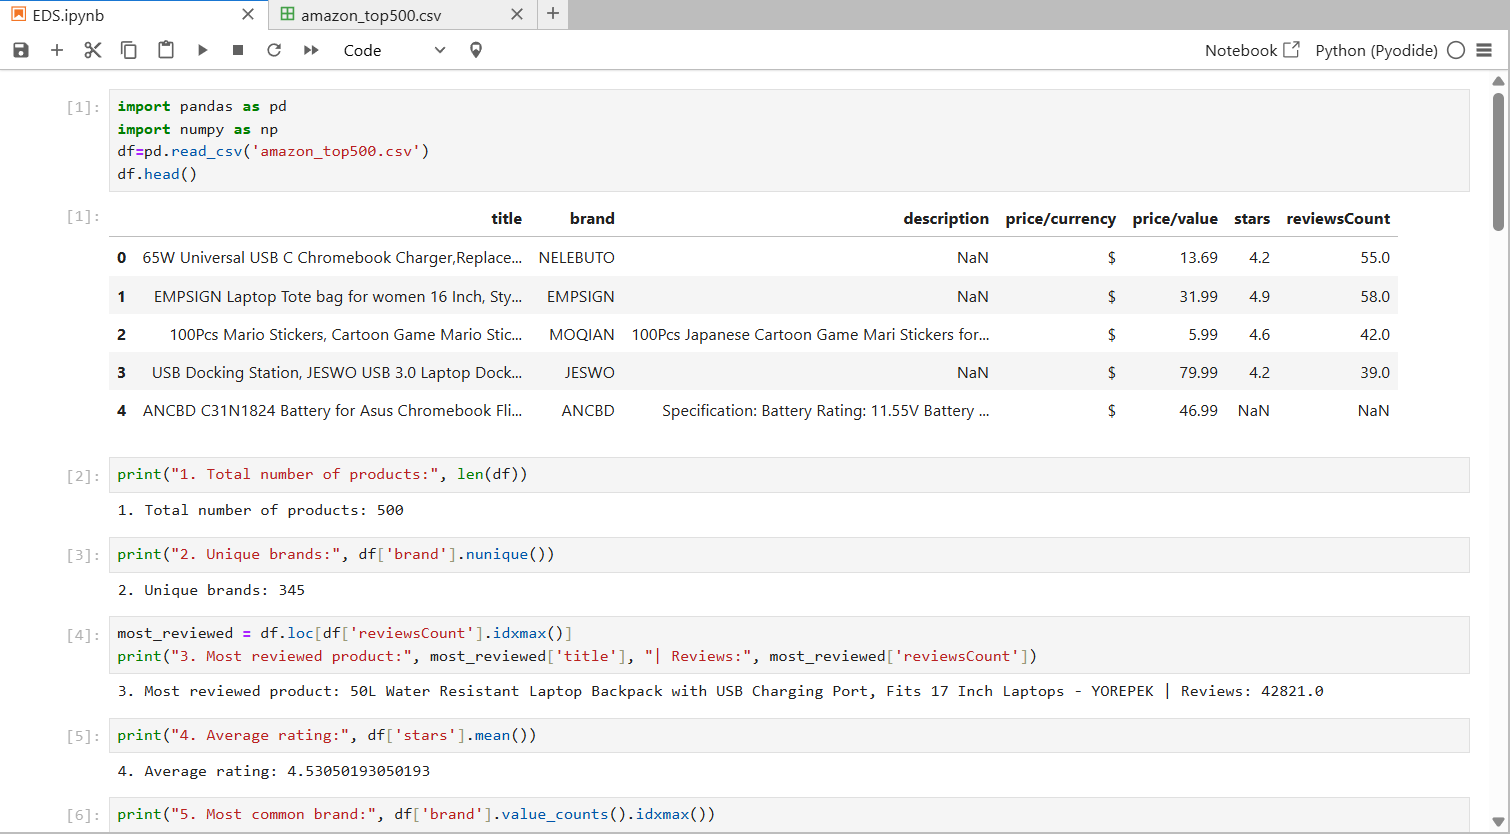 EDS.ipynb
amazon_top500.csv
Code
Notebook
Python (Pyodide)
[1]:
import pandas as pd
import numpy as np
df=pd.read_csv('amazon_top500.csv')
df.head()
[1]:
title brand description price/currency price/value stars reviewsCount
0 65W Universal USB C Chromebook Charger,Replace... NELEBUTO NaN $ 13.69 4.2 55.0
1 EMPSIGN Laptop Tote bag for women 16 Inch, Sty... EMPSIGN NaN $ 31.99 4.9 58.0
2 100Pcs Mario Stickers, Cartoon Game Mario Stic... MOQIAN 100Pcs Japanese Cartoon Game Mari Stickers for... $ 5.99 4.6 42.0
3 USB Docking Station, JESWO USB 3.0 Laptop Dock... JESWO NaN $ 79.99 4.2 39.0
4 ANCBD C31N1824 Battery for Asus Chromebook Fli... ANCBD Specification: Battery Rating: 11.55V Battery ... $ 46.99 NaN NaN
[2]: print("1. Total number of products:", len(df))
1. Total number of products: 500
[3]: print("2. Unique brands:", df['brand'].nunique())
2. Unique brands: 345
[4]: most_reviewed = df.loc[df['reviewsCount'].idxmax()]
print("3. Most reviewed product:", most_reviewed['title'], "| Reviews:", most_reviewed['reviewsCount'])
3. Most reviewed product: 50L Water Resistant Laptop Backpack with USB Charging Port, Fits 17 Inch Laptops - YOREPEK | Reviews: 42821.0
[5]: print("4. Average rating:", df['stars'].mean())
4. Average rating: 4.53050193050193
[6]: print("5. Most common brand:", df['brand'].value_counts().idxmax())